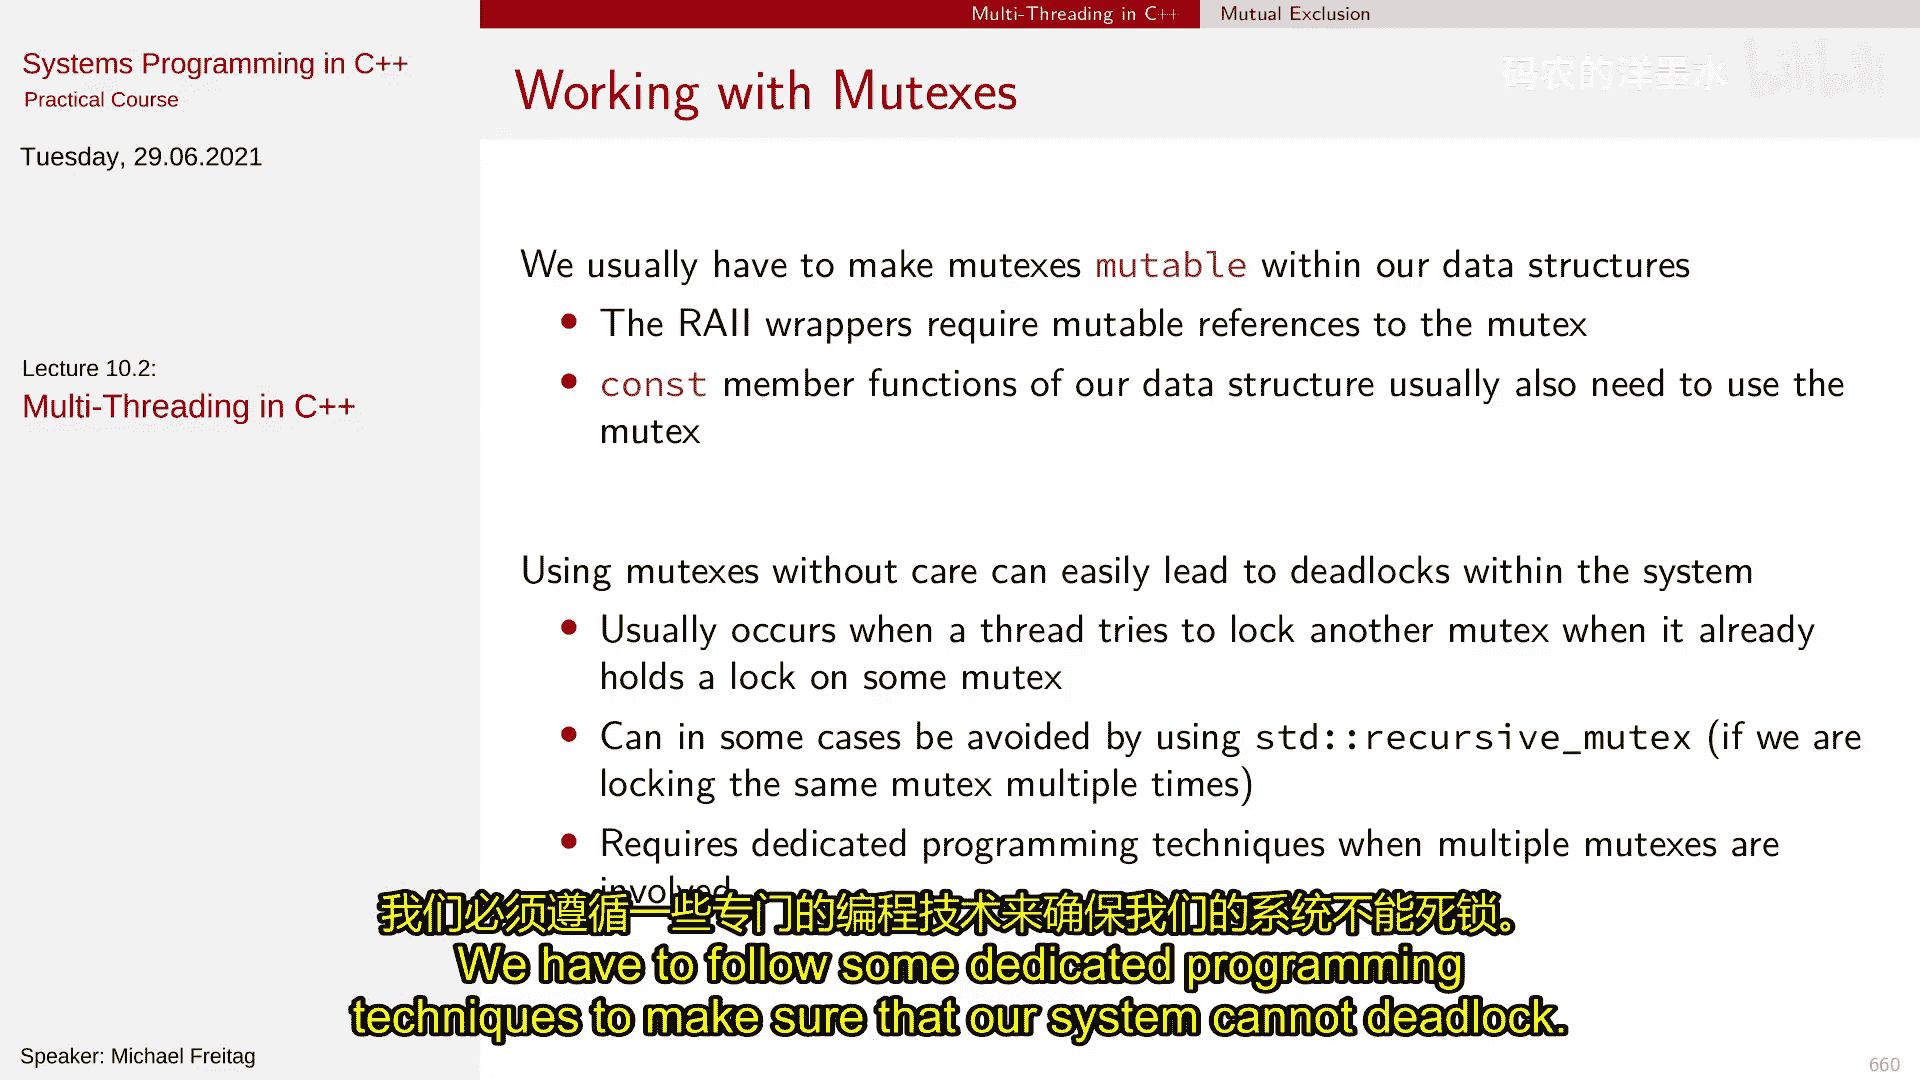 Multi-Threading in C++
Mutual Exclusion
Systems Programming in C++
Practical Course
Tuesday, 29.06.2021
Lecture 10.2:
Multi-Threading in C++
Speaker: Michael Freitag
Working with Mutexes
码农的洋墨水
We usually have to make mutexes mutable within our data structures
• The RAII wrappers require mutable references to the mutex
• const member functions of our data structure usually also need to use the
mutex
Using mutexes without care can easily lead to deadlocks within the system
• Usually occurs when a thread tries to lock another mutex when it already
holds a lock on some mutex
• Can in some cases be avoided by using std::recursive_mutex (if we are
locking the same mutex multiple times)
• Requires dedicated programming techniques when multiple mutexes are
involved
我们必须遵循一些专门的编程技术来确保我们的系统不能死锁。
We have to follow some dedicated programming
techniques to make sure that our system cannot deadlock.
660